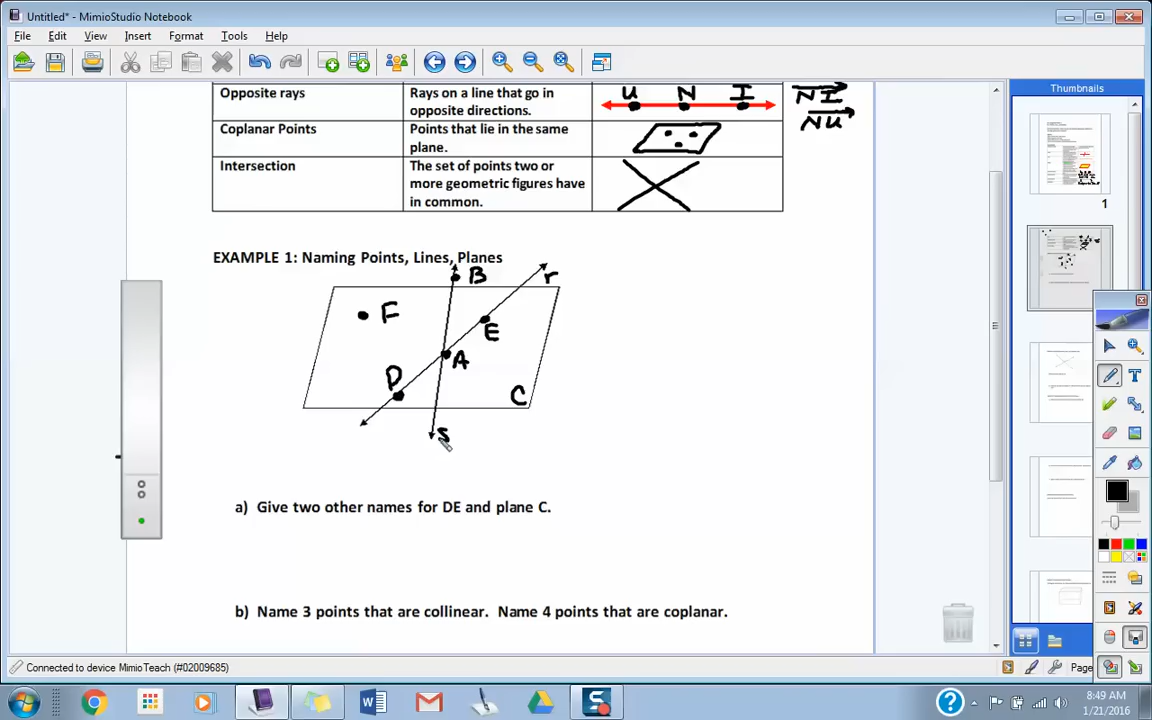 Untitled* - MimioStudio Notebook
File Edit View Insert Format Tools Help
Opposite rays
Rays on a line that go in
opposite directions.
U N I
NI
NU
Coplanar Points
Points that lie in the same
plane.
Intersection
The set of points two or
more geometric figures have
in common.
EXAMPLE 1: Naming Points, Lines, Planes
B
r
F
E
A
D
C
s
a) Give two other names for DE and plane C.
b) Name 3 points that are collinear. Name 4 points that are coplanar.
Thumbnails
1
T
Connected to device MimioTeach (#02009685)
Page
8:49 AM
1/21/2016